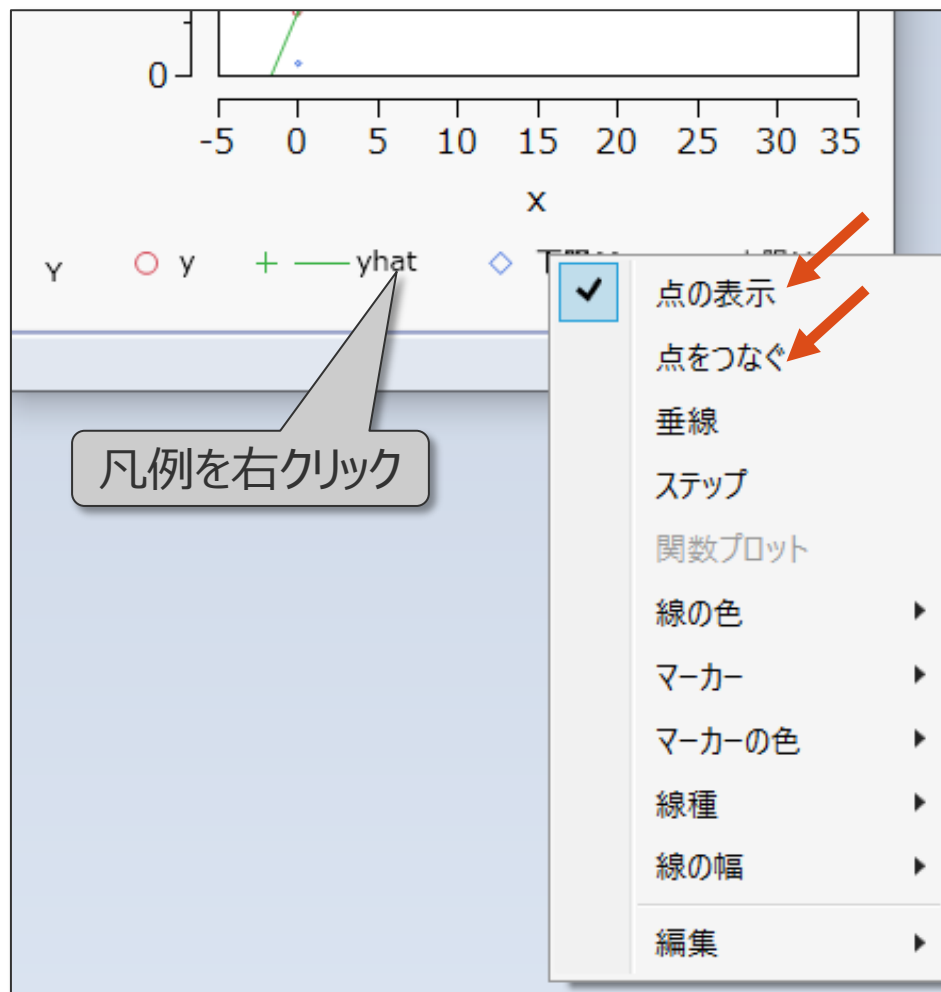 0
-5 0 5 10 15 20 25 30 35
x
Y y yhat
凡例を右クリック
点の表示
点をつなぐ
垂線
ステップ
関数プロット
線の色
マーカー
マーカーの色
線種
線の幅
編集